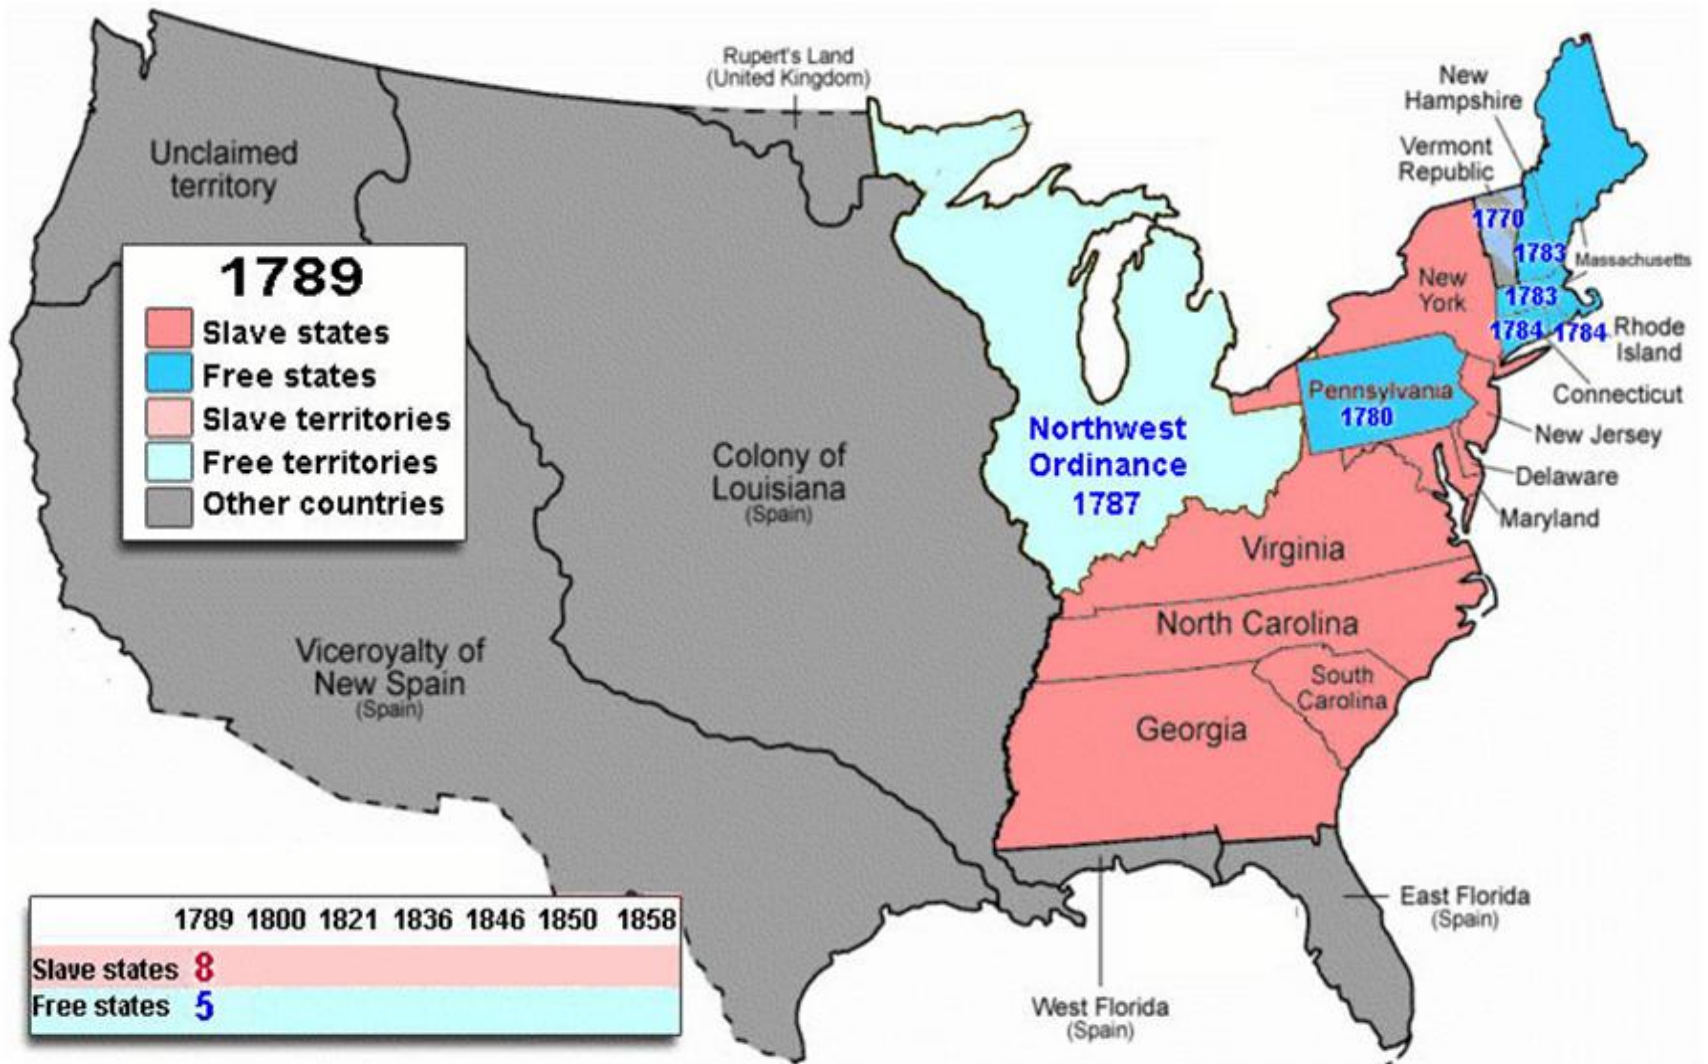 Rupert's Land
(United Kingdom)
New
Hampshire
Vermont
Republic
Unclaimed
territory
1770
1783
Massachusetts
New
York
1783
1784
1784
Rhode
Island
Connecticut
New Jersey
Delaware
Maryland
Pennsylvania
1780
1789
Slave states
Free states
Slave territories
Free territories
Other countries
Northwest
Ordinance
1787
Colony of
Louisiana
(Spain)
Virginia
North Carolina
South
Carolina
Georgia
Viceroyalty of
New Spain
(Spain)
East Florida
(Spain)
West Florida
(Spain)
1789 1800 1821 1836 1846 1850 1858
Slave states 8
Free states 5